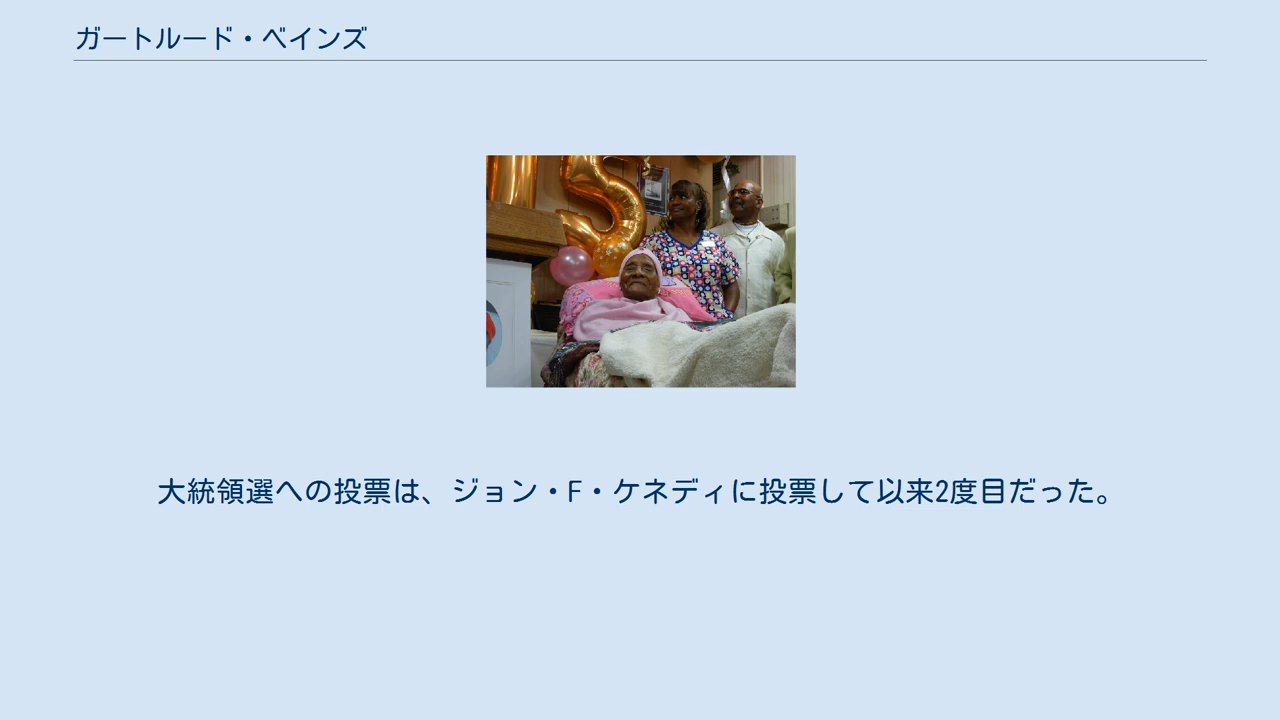 ガートルード・ベインズ
15
大統領選への投票は、ジョン・F・ケネディに投票して以来2度目だった。